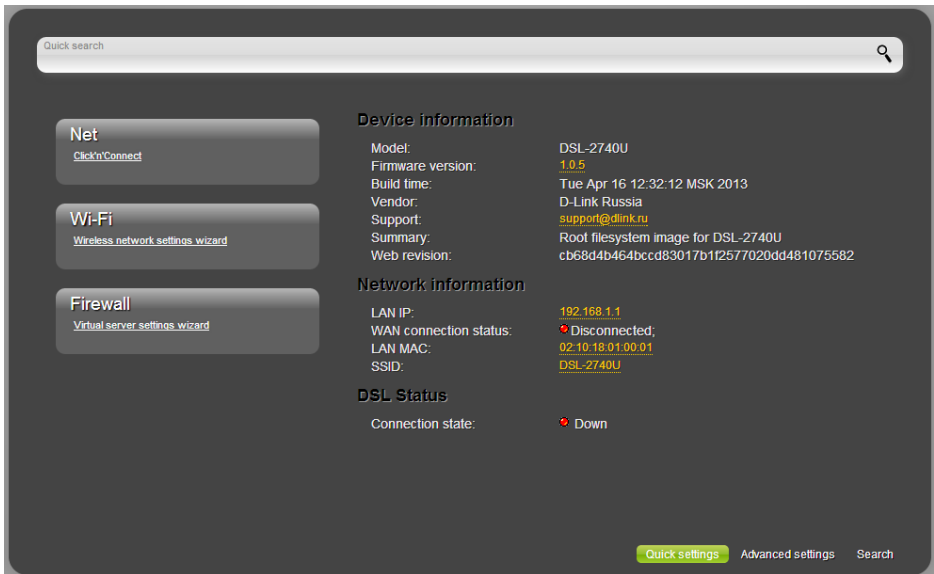 Quick search
Net
Click'n'Connect
Wi-Fi
Wireless network settings wizard
Firewall
Virtual server settings wizard
Device information
Model: DSL-2740U
Firmware version: 1.0.5
Build time: Tue Apr 16 12:32:12 MSK 2013
Vendor: D-Link Russia
Support: support@dlink.ru
Summary: Root filesystem image for DSL-2740U
Web revision: cb68d4b464bccd83017b1f2577020dd481075582
Network information
LAN IP: 192.168.1.1
WAN connection status: Disconnected;
LAN MAC: 02:10:18:01:00:01
SSID: DSL-2740U
DSL Status
Connection state: Down
Quick settings Advanced settings Search